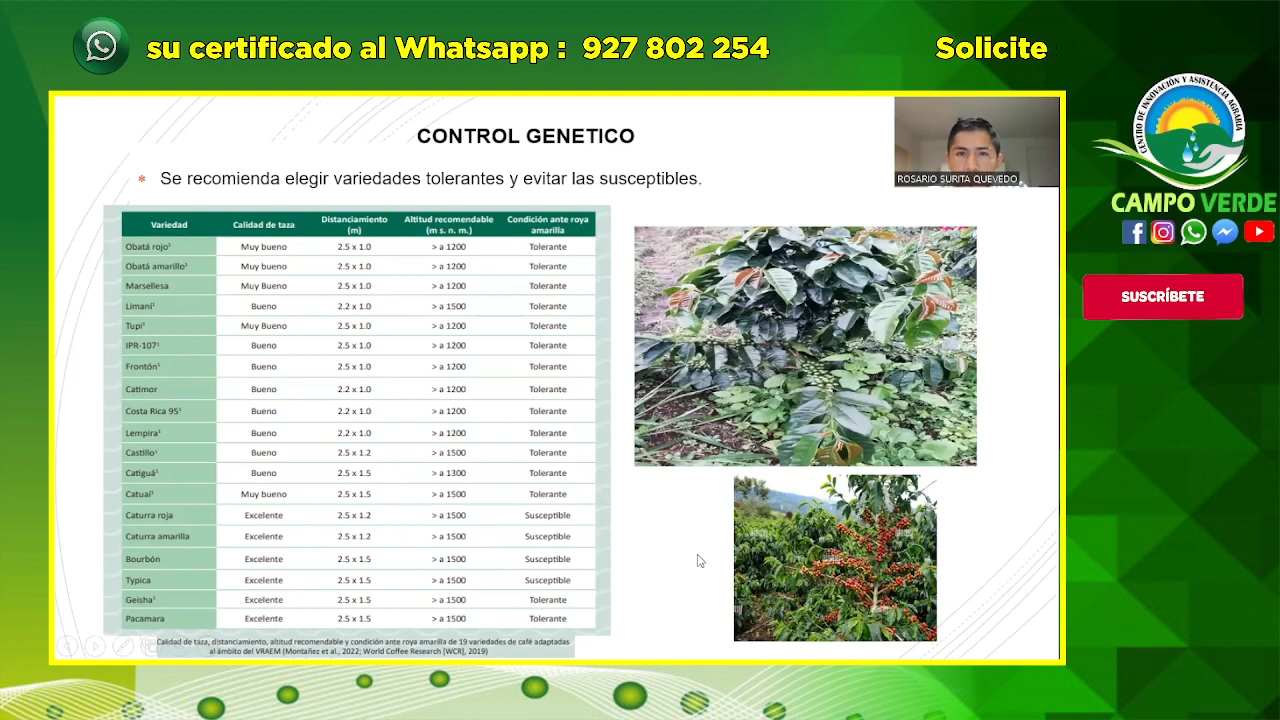 su certificado al Whatsapp : 927 802 254 Solicite
CENTRO DE INNOVACIÓN Y ASISTENCIA AGRARIA
CAMPO VERDE
SUSCRÍBETE
CONTROL GENETICO
ROSARIO SURITA QUEVEDO
* Se recomienda elegir variedades tolerantes y evitar las susceptibles.
Variedad Calidad de taza Distanciamiento (m) Altitud recomendable (m s. n. m.) Condición ante roya amarilla
Obatá rojo¹ Muy bueno 2.5 x 1.0 > a 1200 Tolerante
Obatá amarillo¹ Muy bueno 2.5 x 1.0 > a 1200 Tolerante
Marsellesa Muy Bueno 2.5 x 1.0 > a 1200 Tolerante
Limaní¹ Bueno 2.2 x 1.0 > a 1500 Tolerante
Tupi¹ Muy Bueno 2.5 x 1.0 > a 1200 Tolerante
IPR-107¹ Bueno 2.5 x 1.0 > a 1200 Tolerante
Frontón¹ Bueno 2.5 x 1.0 > a 1200 Tolerante
Catimor Bueno 2.2 x 1.0 > a 1200 Tolerante
Costa Rica 95¹ Bueno 2.2 x 1.0 > a 1200 Tolerante
Lempira¹ Bueno 2.2 x 1.0 > a 1200 Tolerante
Castillo¹ Bueno 2.5 x 1.2 > a 1500 Tolerante
Catiguá¹ Bueno 2.5 x 1.5 > a 1300 Tolerante
Catuaí¹ Muy bueno 2.5 x 1.5 > a 1500 Tolerante
Caturra roja Excelente 2.5 x 1.2 > a 1500 Susceptible
Caturra amarilla Excelente 2.5 x 1.2 > a 1500 Susceptible
Bourbón Excelente 2.5 x 1.5 > a 1500 Susceptible
Typica Excelente 2.5 x 1.5 > a 1500 Susceptible
Geisha² Excelente 2.5 x 1.5 > a 1500 Tolerante
Pacamara Excelente 2.5 x 1.5 > a 1500 Tolerante
Calidad de taza, distanciamiento, altitud recomendable y condición ante roya amarilla de 19 variedades de café adaptadas
al ámbito del VRAEM (Montañez et al., 2022; World Coffee Research [WCR], 2019)